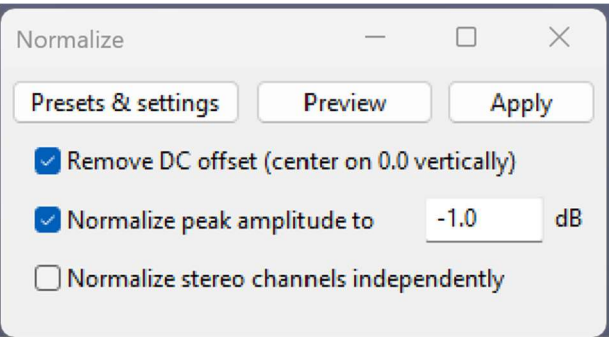 Normalize
Presets & settings Preview Apply
Remove DC offset (center on 0.0 vertically)
Normalize peak amplitude to -1.0 dB
Normalize stereo channels independently